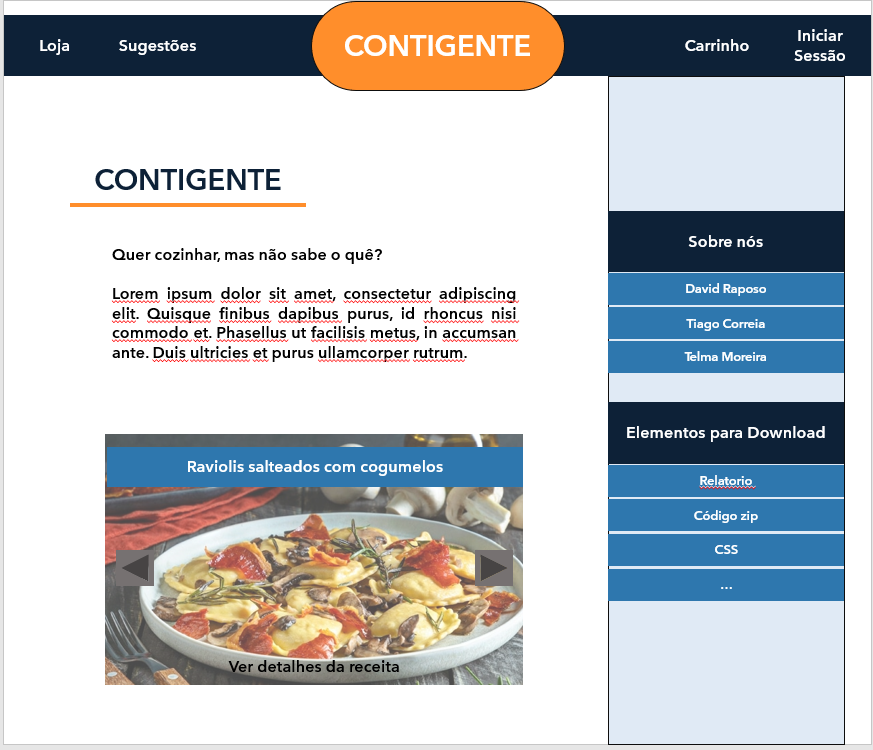 Loja
Sugestões
CONTIGENTE
Carrinho
Iniciar
Sessão
CONTIGENTE
Quer cozinhar, mas não sabe o quê?
Lorem ipsum dolor sit amet, consectetur adipiscing
elit. Quisque finibus dapibus purus, id rhoncus nisi
commodo et. Phasellus ut facilisis metus, in accumsan
ante. Duis ultricies et purus ullamcorper rutrum.
Raviolis salteados com cogumelos
Ver detalhes da receita
Sobre nós
David Raposo
Tiago Correia
Telma Moreira
Elementos para Download
Relatorio
Código zip
CSS
...